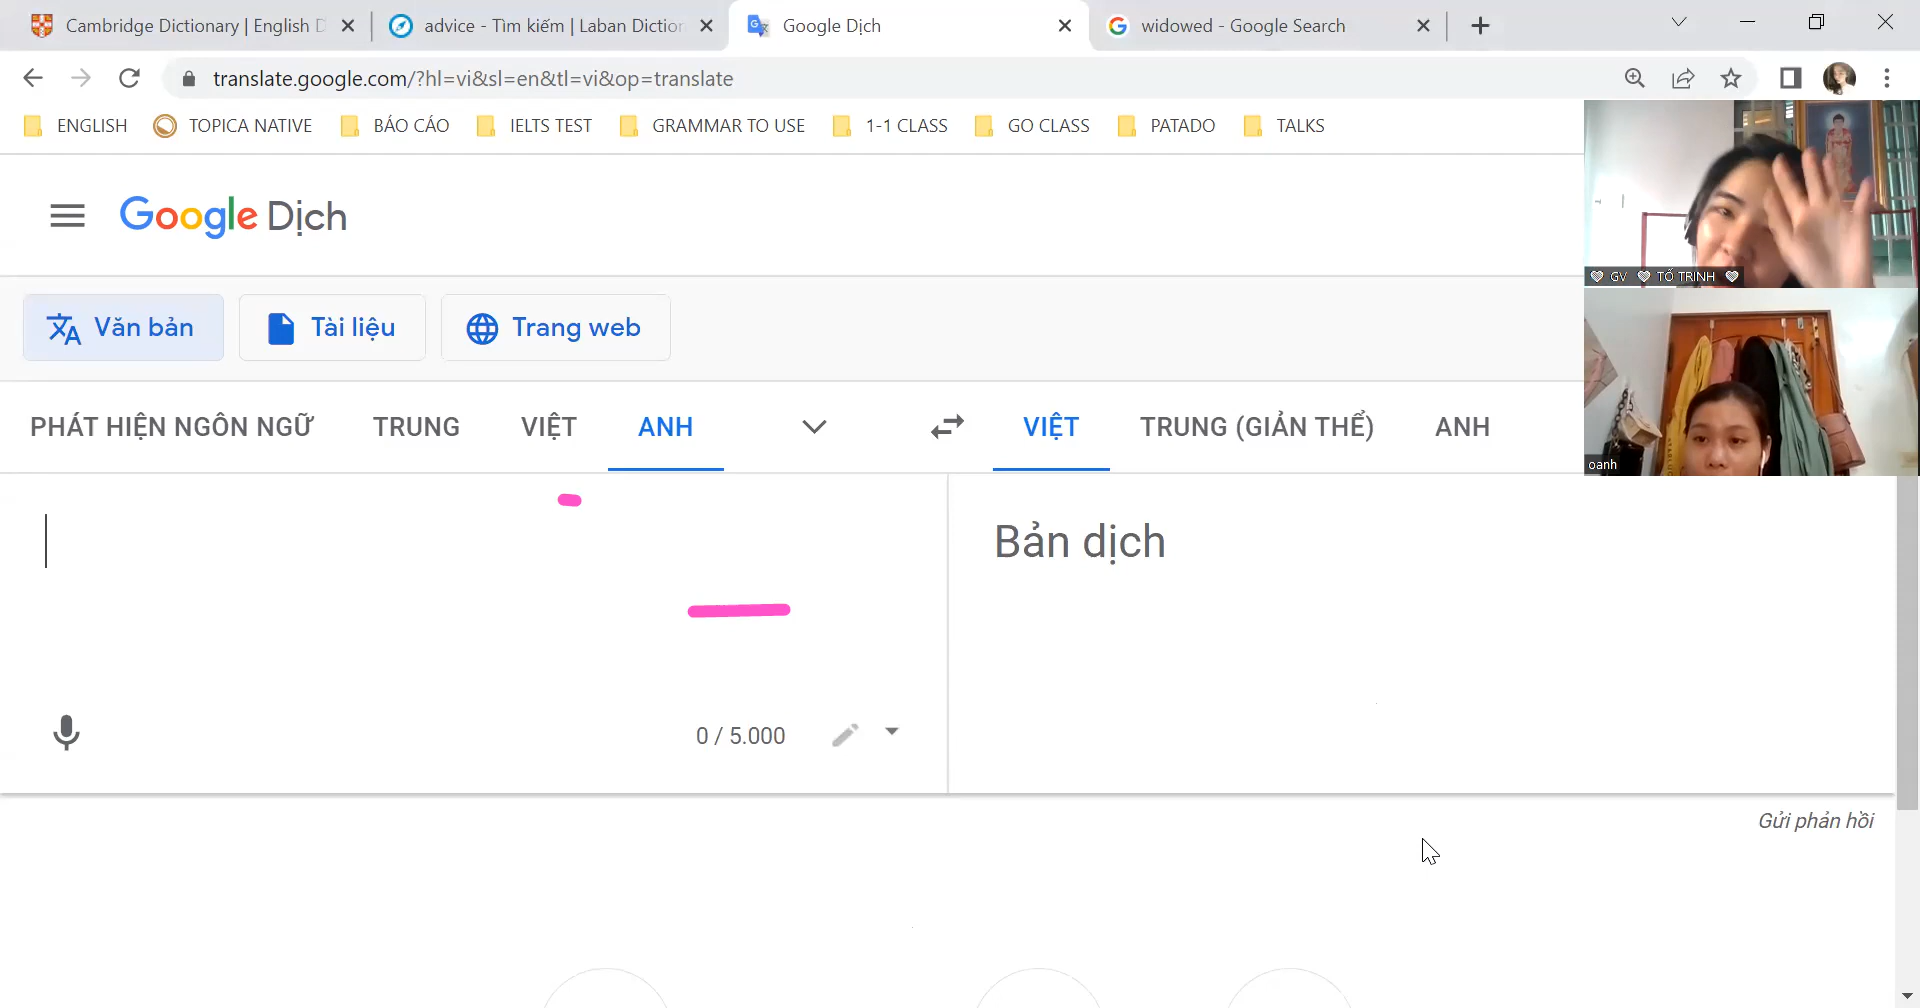 Cambridge Dictionary | English D
advice - Tìm kiếm | Laban Diction
Google Dịch
widowed - Google Search
translate.google.com/?hl=vi&sl=en&tl=vi&op=translate
ENGLISH
TOPICA NATIVE
BÁO CÁO
IELTS TEST
GRAMMAR TO USE
1-1 CLASS
GO CLASS
PATADO
TALKS
Google Dịch
GV TỐ TRINH
Văn bản
Tài liệu
Trang web
PHÁT HIỆN NGÔN NGỮ
TRUNG
VIỆT
ANH
VIỆT
TRUNG (GIẢN THỂ)
ANH
oanh
Bản dịch
0 / 5.000
Gửi phản hồi